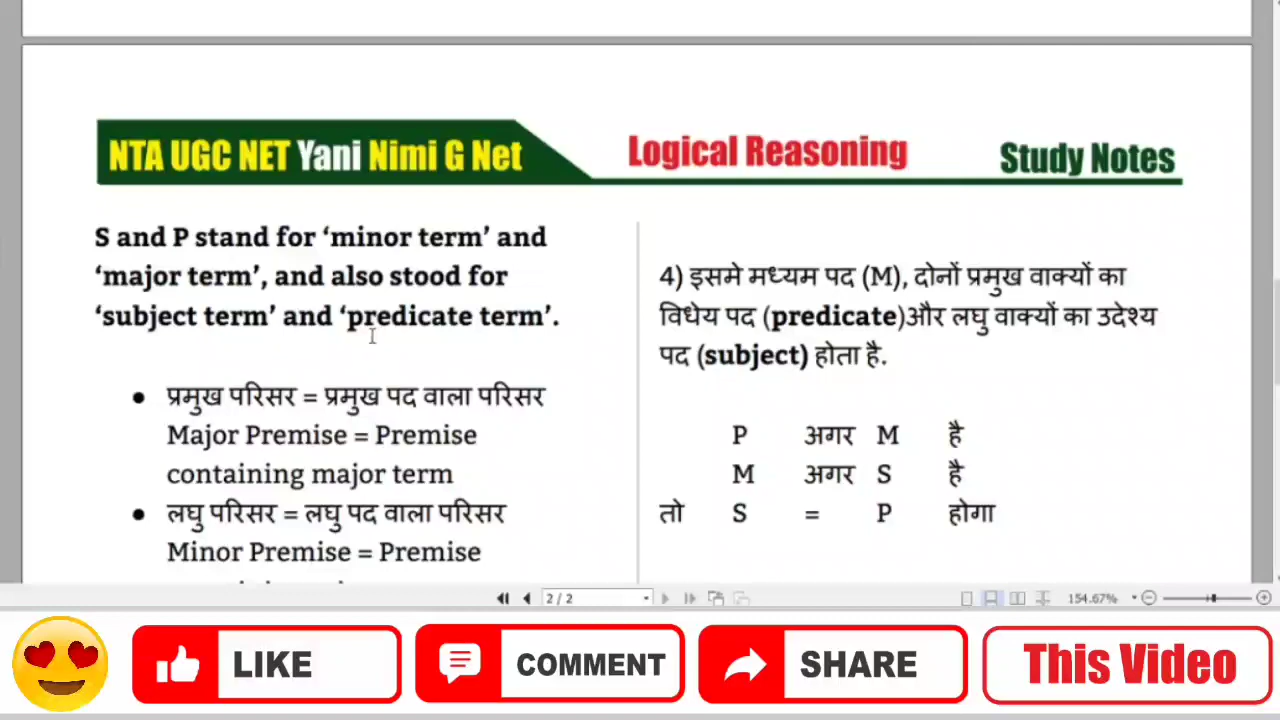 NTA UGC NET Yani Nimi G Net
Logical Reasoning
Study Notes
S and P stand for ‘minor term’ and
‘major term’, and also stood for
‘subject term’ and ‘predicate term’.
● प्रमुख परिसर = प्रमुख पद वाला परिसर
Major Premise = Premise
containing major term
● लघु परिसर = लघु पद वाला परिसर
Minor Premise = Premise
4) इसमे मध्यम पद (M), दोनों प्रमुख वाक्यों का
विधेय पद (predicate)और लघु वाक्यों का उदेश्य
पद (subject) होता है.
P अगर M है
M अगर S है
तो S = P होगा
2 / 2
154.67%
LIKE
COMMENT
SHARE
This Video